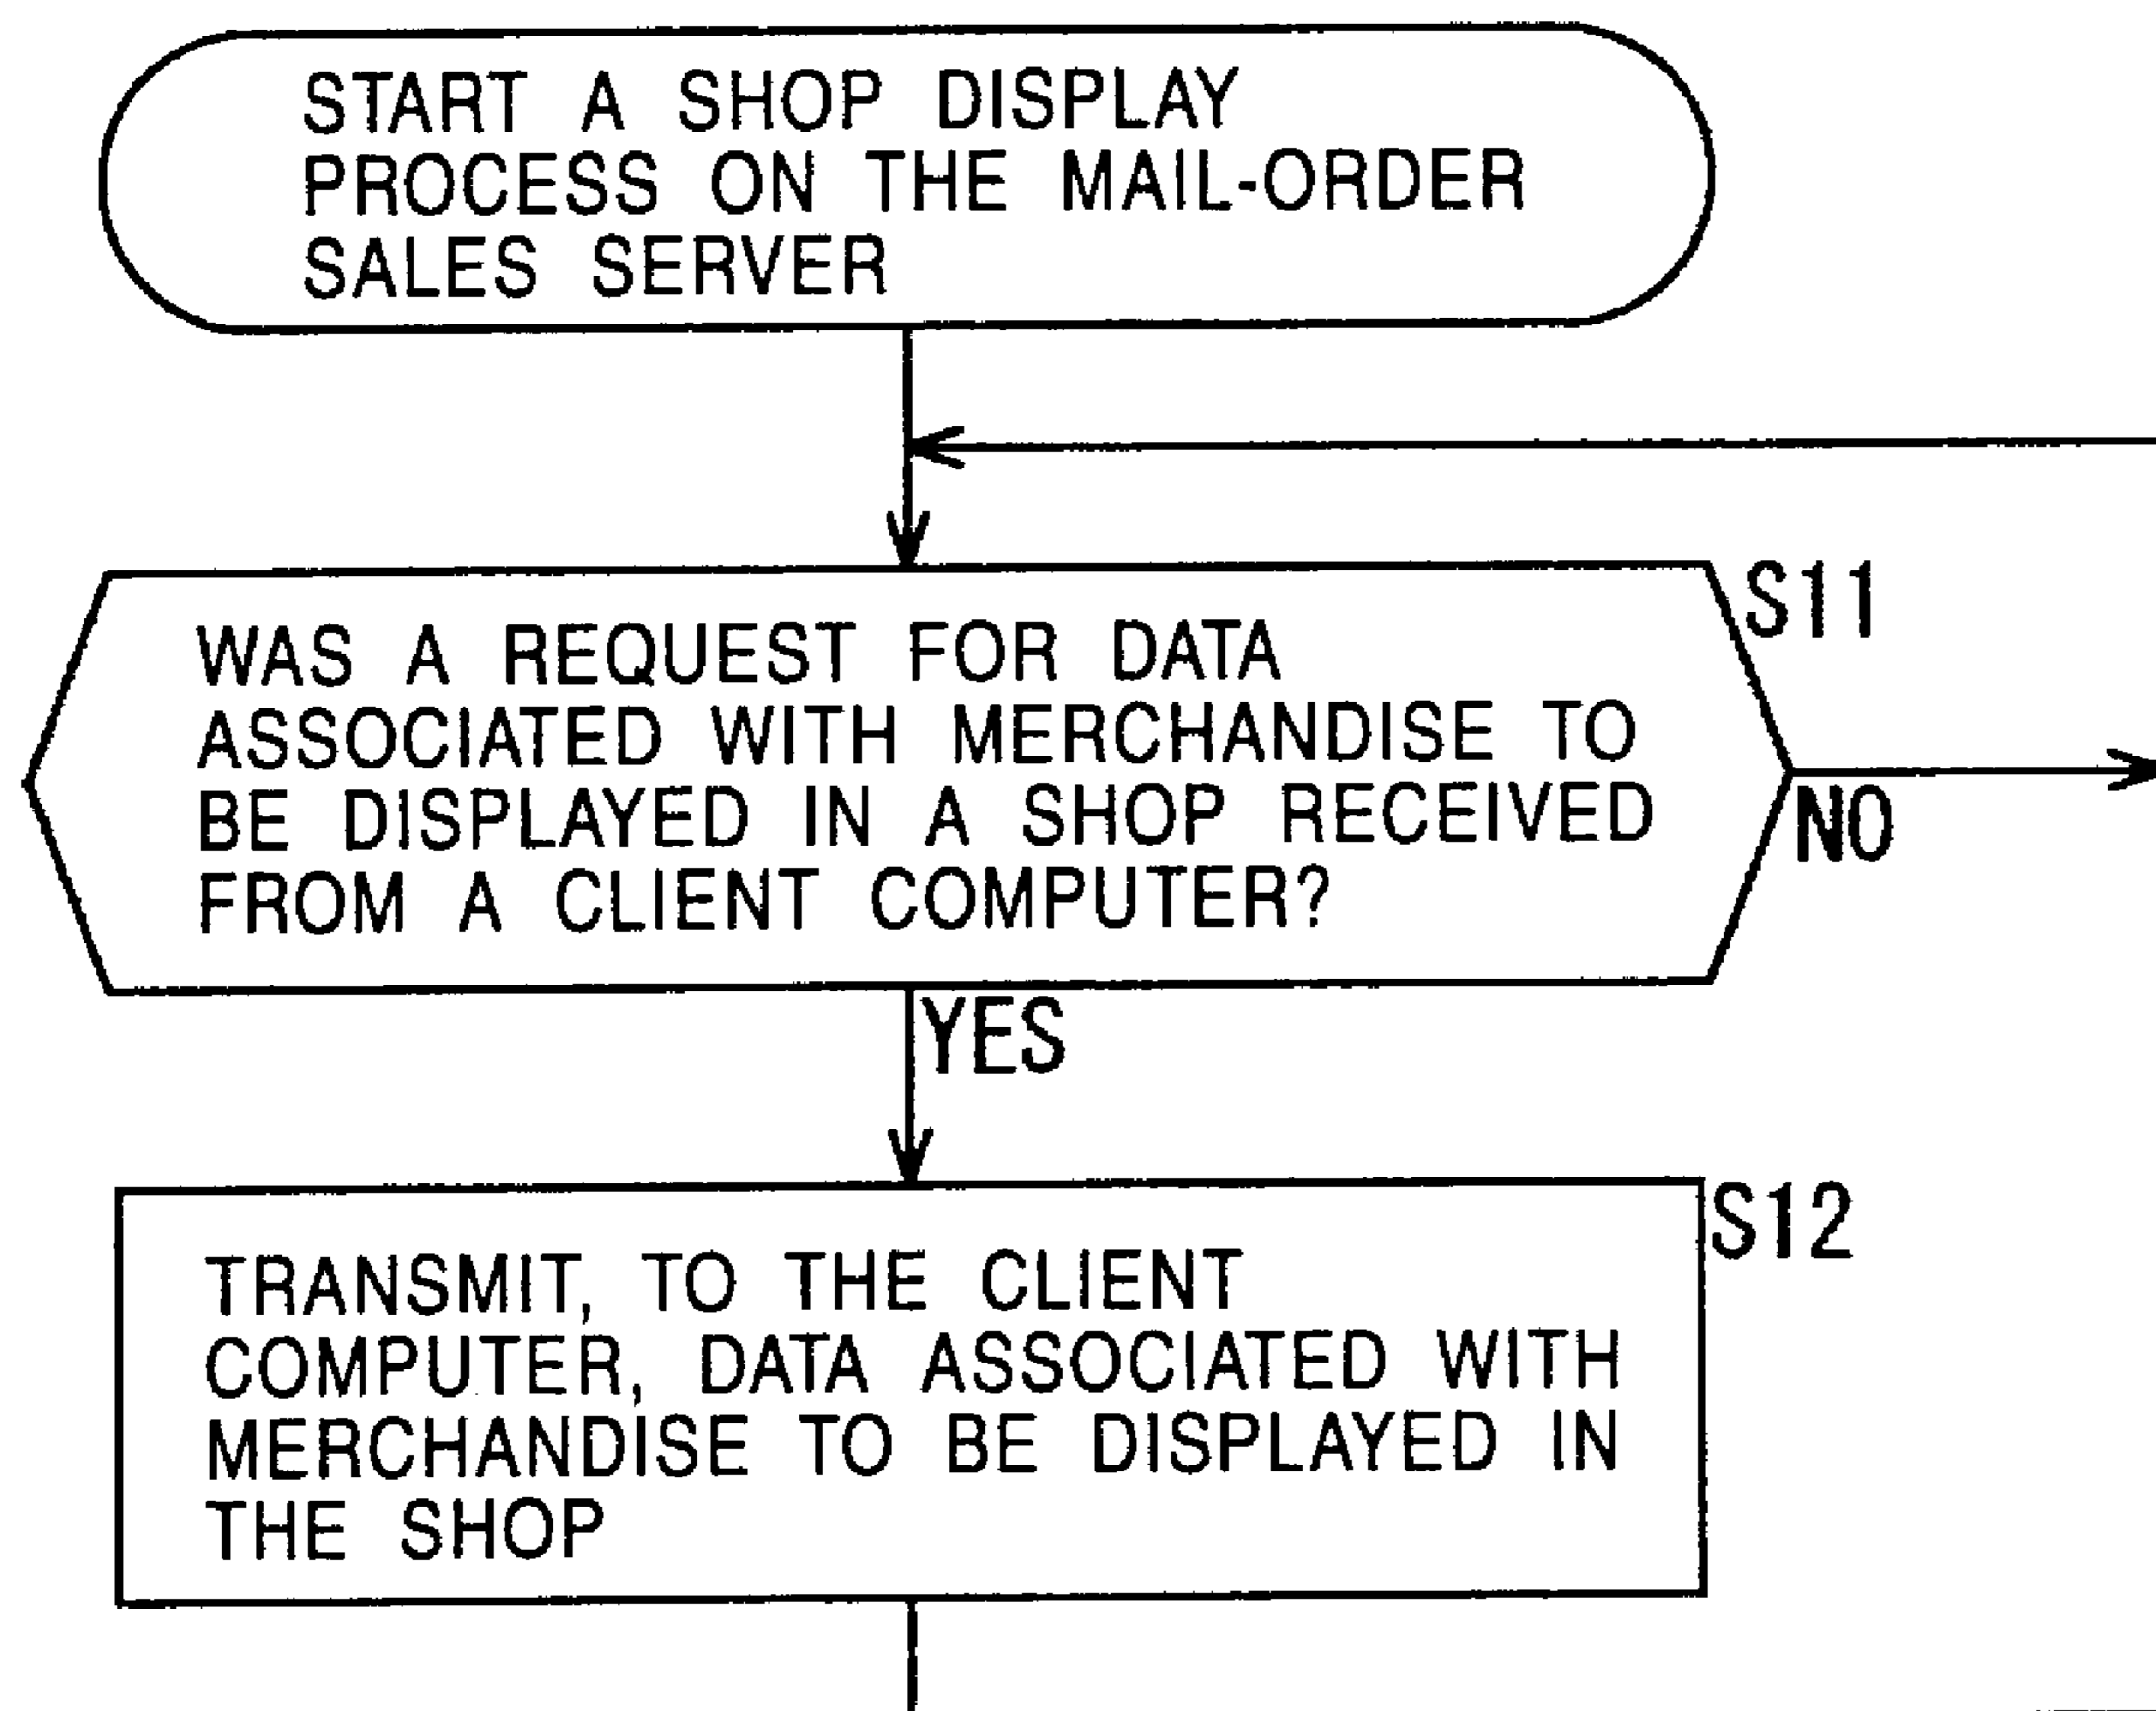 START A SHOP DISPLAY
PROCESS ON THE MAIL-ORDER
SALES SERVER
S11
WAS A REQUEST FOR DATA
ASSOCIATED WITH MERCHANDISE TO
BE DISPLAYED IN A SHOP RECEIVED
FROM A CLIENT COMPUTER?
NO
YES
S12
TRANSMIT, TO THE CLIENT
COMPUTER, DATA ASSOCIATED WITH
MERCHANDISE TO BE DISPLAYED IN
THE SHOP